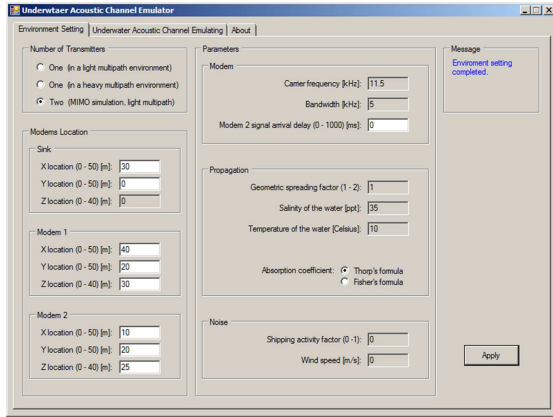 Underwtaer Acoustic Channel Emulator
Environment Setting
Underwater Acoustic Channel Emulating
About
Number of Transmitters
One (in a light multipath environment)
One (in a heavy multipath environment)
Two (MIMO simulation, light multipath)
Modems Location
Sink
X location (0 - 50) [m]: 30
Y location (0 - 50) [m]: 0
Z location (0 - 40) [m]: 0
Modem 1
X location (0 - 50) [m]: 40
Y location (0 - 50) [m]: 20
Z location (0 - 40) [m]: 30
Modem 2
X location (0 - 50) [m]: 10
Y location (0 - 50) [m]: 20
Z location (0 - 40) [m]: 25
Parameters
Modem
Carrier frequency [kHz]: 11.5
Bandwidth [kHz]: 5
Modem 2 signal arrival delay (0 - 1000) [ms]: 0
Propagation
Geometric spreading factor (1 - 2): 1
Salinity of the water [ppt]: 35
Temperature of the water [Celsius]: 10
Absorption coefficient: Thorp's formula
Fisher's formula
Noise
Shipping activity factor (0 -1): 0
Wind speed [m/s]: 0
Message
Enviroment setting
completed.
Apply